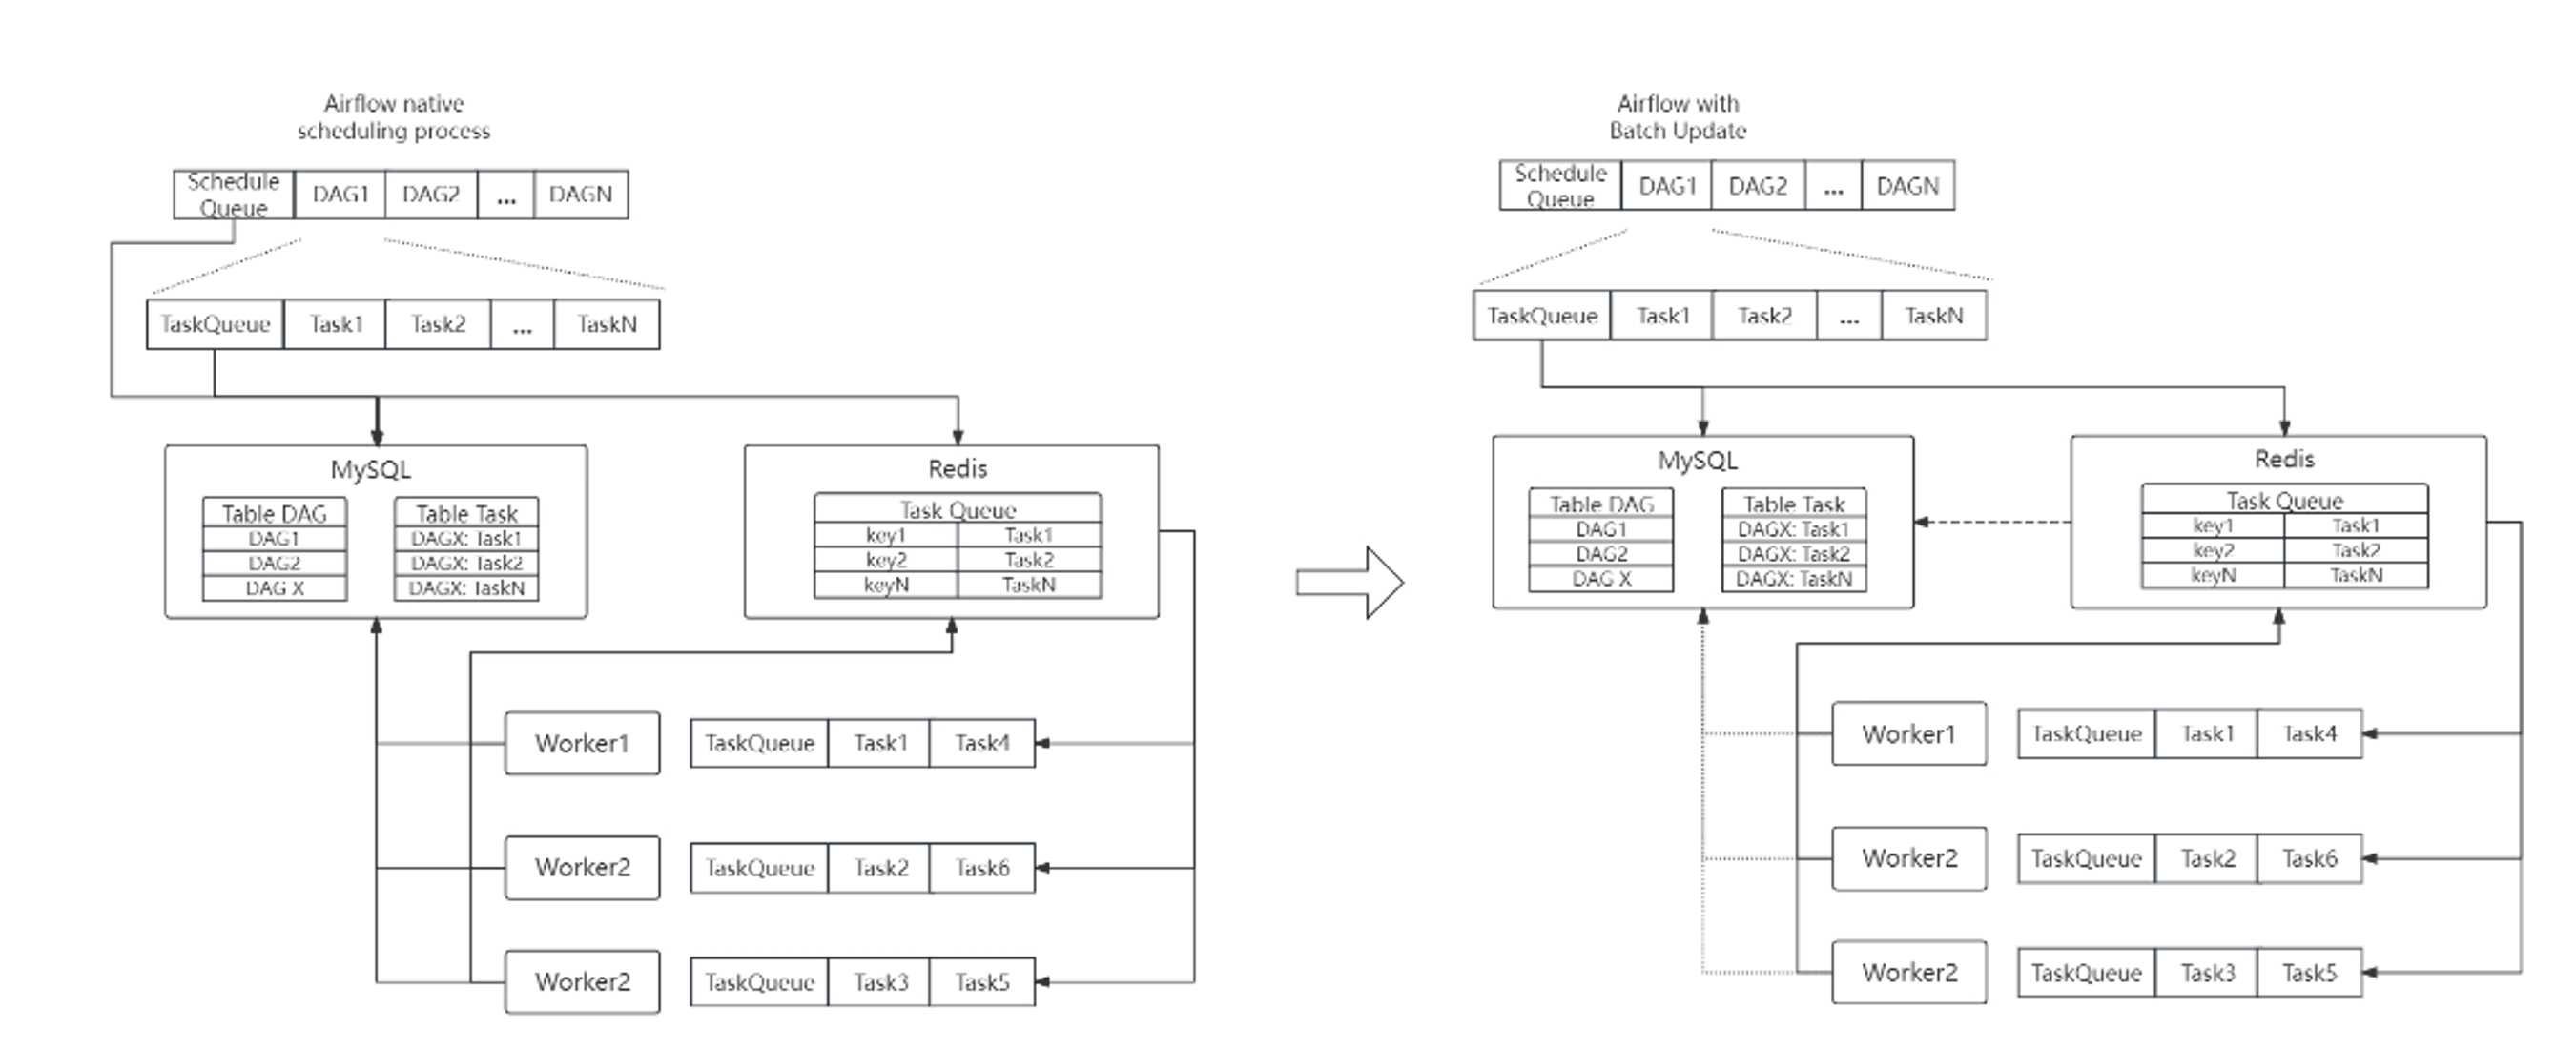 Airflow native
scheduling process
Schedule
Queue
DAG1
DAG2
...
DAGN
TaskQueue
Task1
Task2
...
TaskN
MySQL
Table DAG
DAG1
DAG2
DAG X
Table Task
DAGX: Task1
DAGX: Task2
DAGX: TaskN
Redis
Task Queue
key1
Task1
key2
Task2
keyN
TaskN
Worker1
TaskQueue
Task1
Task4
Worker2
TaskQueue
Task2
Task6
Worker2
TaskQueue
Task3
Task5
Airflow with
Batch Update
Schedule
Queue
DAG1
DAG2
...
DAGN
TaskQueue
Task1
Task2
...
TaskN
MySQL
Table DAG
DAG1
DAG2
DAG X
Table Task
DAGX: Task1
DAGX: Task2
DAGX: TaskN
Redis
Task Queue
key1
Task1
key2
Task2
keyN
TaskN
Worker1
TaskQueue
Task1
Task4
Worker2
TaskQueue
Task2
Task6
Worker2
TaskQueue
Task3
Task5